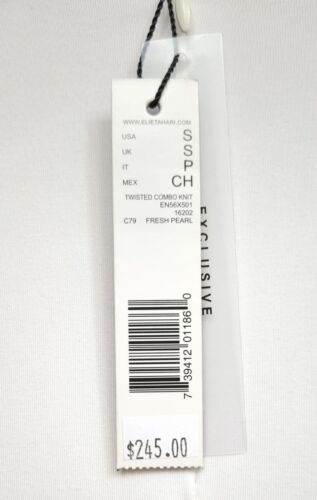 WWW.ELIETAHARI.COM
USA S
UK S
IT P
MEX CH
TWISTED COMBO KNIT
EN56X501
16202
C79 FRESH PEARL
7 39412 01186 0
$245.00
EXCLUSIVE